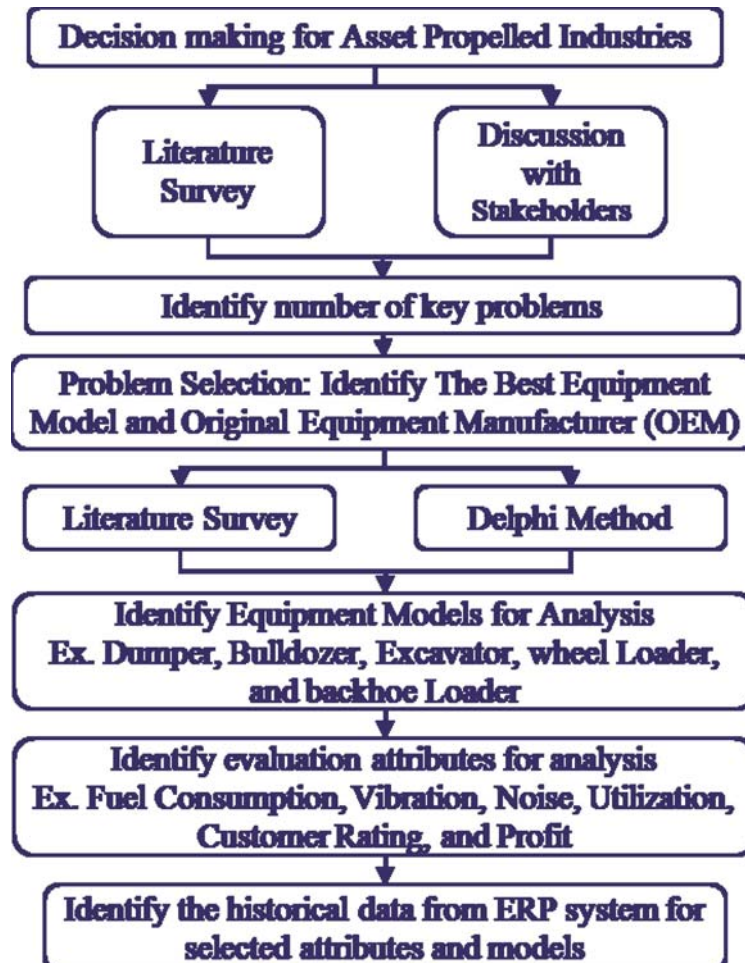 Decision making for Asset Propelled Industries
Literature
Survey
Discussion
with
Stakeholders
Identify number of key problems
Problem Selection: Identify The Best Equipment
Model and Original Equipment Manufacturer (OEM)
Literature Survey
Delphi Method
Identify Equipment Models for Analysis
Ex. Dumper, Bulldozer, Excavator, wheel Loader,
and backhoe Loader
Identify evaluation attributes for analysis
Ex. Fuel Consumption, Vibration, Noise, Utilization,
Customer Rating, and Profit
Identify the historical data from ERP system for
selected attributes and models